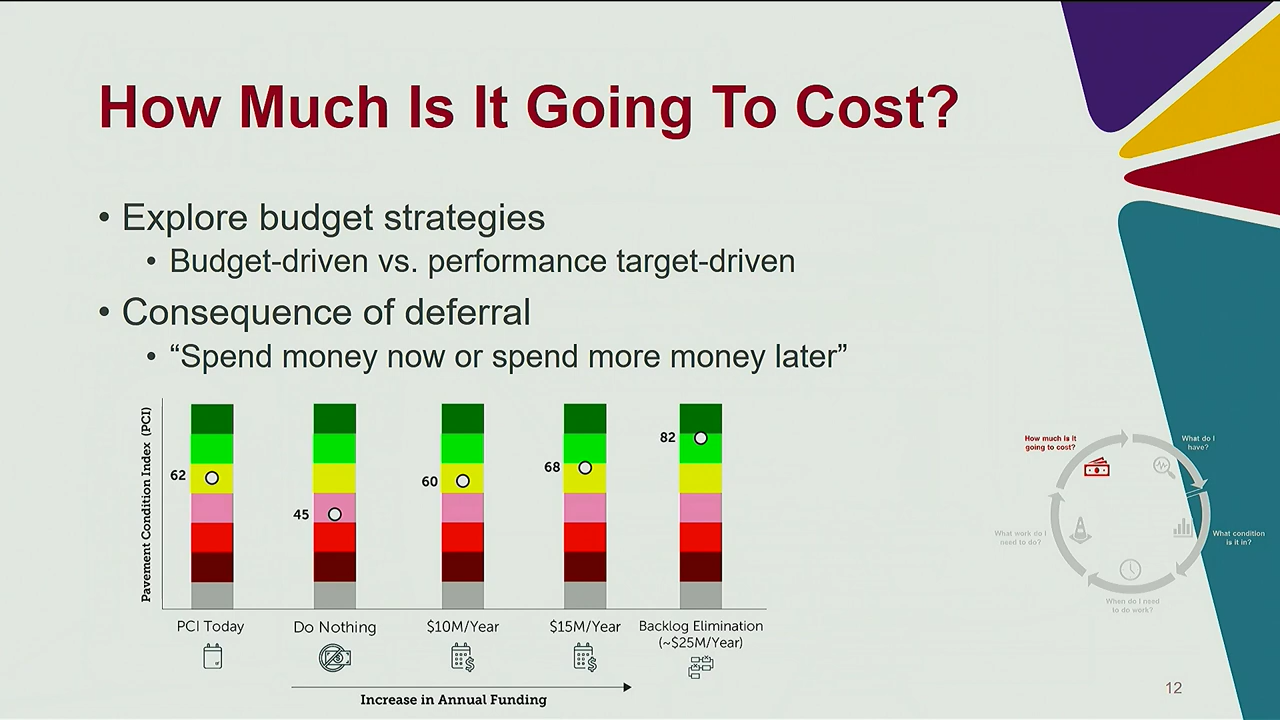 How Much Is It Going To Cost?
• Explore budget strategies
• Budget-driven vs. performance target-driven
• Consequence of deferral
• “Spend money now or spend more money later”
Pavement Condition Index (PCI)
62
45
60
68
82
PCI Today
Do Nothing
$10M/Year
$15M/Year
Backlog Elimination
(~$25M/Year)
Increase in Annual Funding
How much is it
going to cost?
What do I
have?
What condition
is it in?
When do I need
to do work?
What work do I
need to do?
12